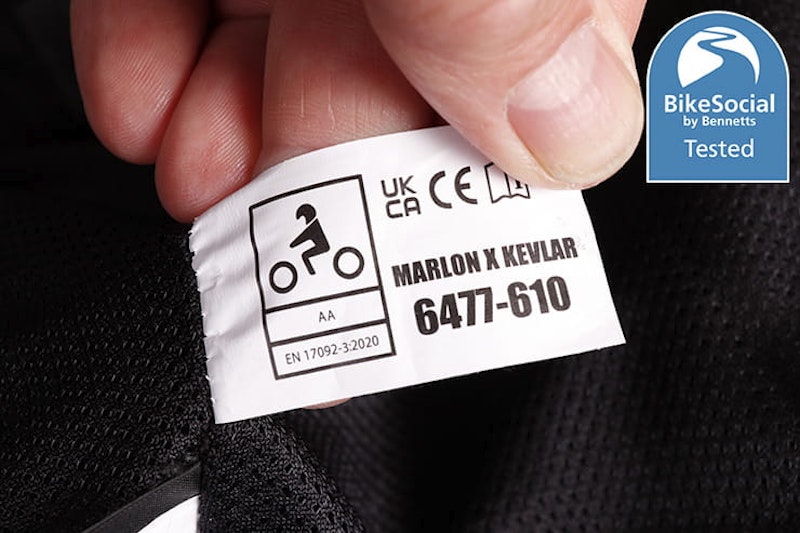 BikeSocial
by Bennetts
Tested
UK
CA CE
MARLON X KEVLAR
6477-610
AA
EN 17092-3:2020